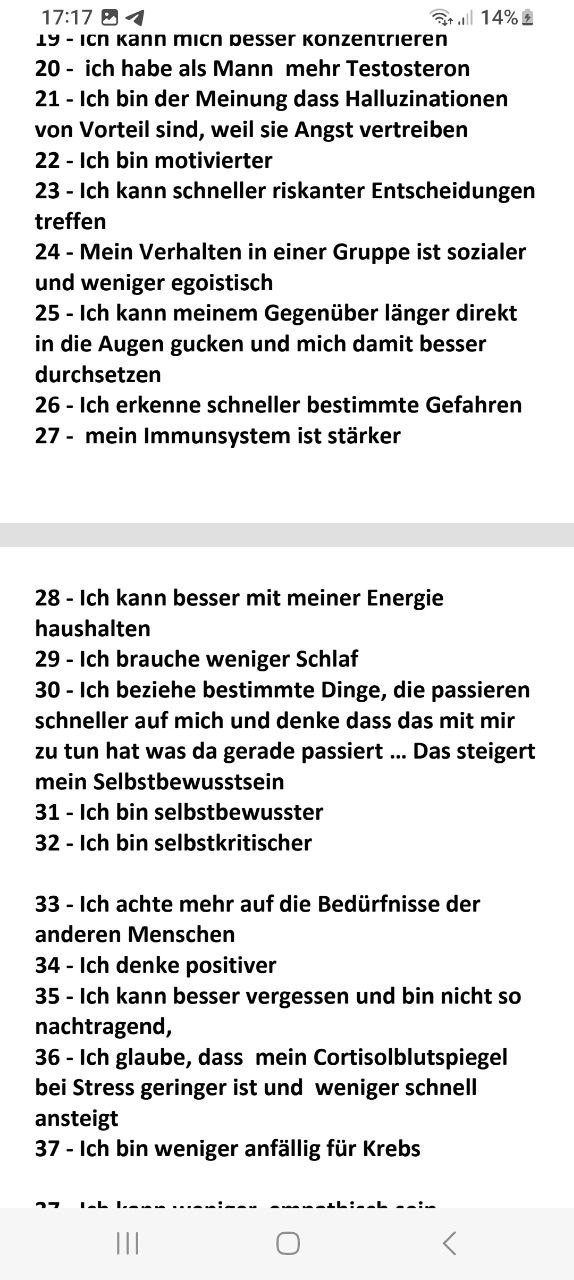 17:17 14%
19 - Ich kann mich besser konzentrieren
20 - ich habe als Mann mehr Testosteron
21 - Ich bin der Meinung dass Halluzinationen
von Vorteil sind, weil sie Angst vertreiben
22 - Ich bin motivierter
23 - Ich kann schneller riskanter Entscheidungen
treffen
24 - Mein Verhalten in einer Gruppe ist sozialer
und weniger egoistisch
25 - Ich kann meinem Gegenüber länger direkt
in die Augen gucken und mich damit besser
durchsetzen
26 - Ich erkenne schneller bestimmte Gefahren
27 - mein Immunsystem ist stärker
28 - Ich kann besser mit meiner Energie
haushalten
29 - Ich brauche weniger Schlaf
30 - Ich beziehe bestimmte Dinge, die passieren
schneller auf mich und denke dass das mit mir
zu tun hat was da gerade passiert ... Das steigert
mein Selbstbewusstsein
31 - Ich bin selbstbewusster
32 - Ich bin selbstkritischer
33 - Ich achte mehr auf die Bedürfnisse der
anderen Menschen
34 - Ich denke positiver
35 - Ich kann besser vergessen und bin nicht so
nachtragend,
36 - Ich glaube, dass mein Cortisolblutspiegel
bei Stress geringer ist und weniger schnell
ansteigt
37 - Ich bin weniger anfällig für Krebs
37 - Ich kann weniger empathisch sein